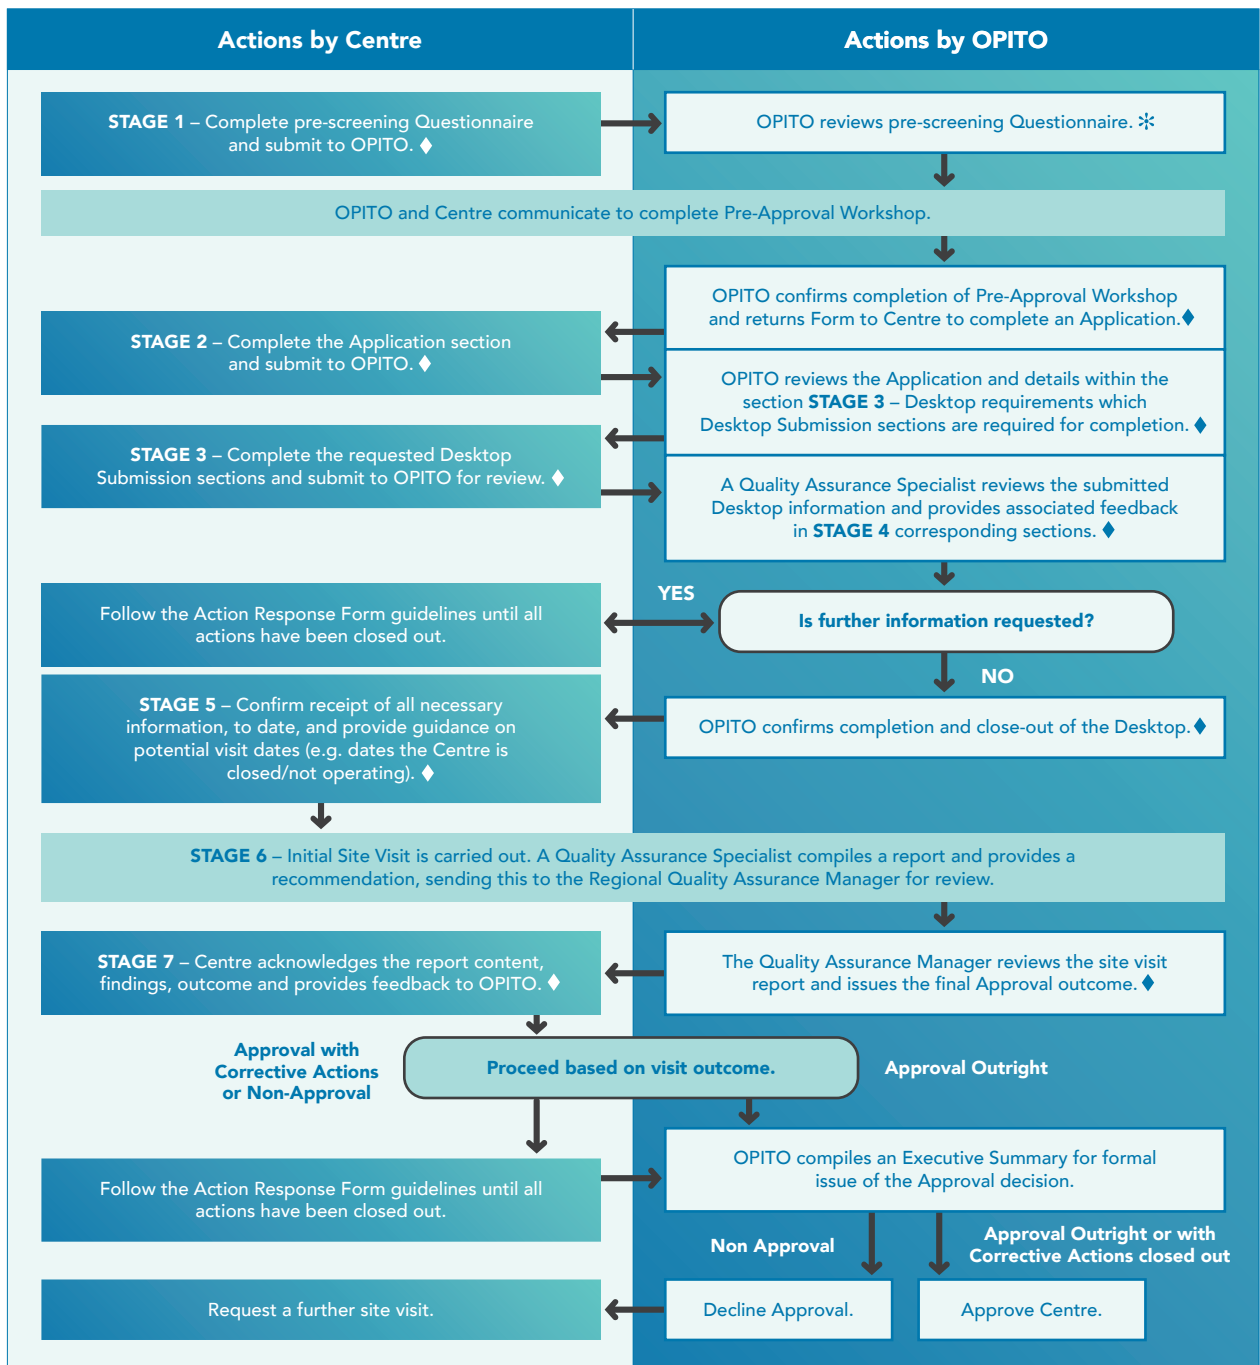 Actions by Centre
Actions by OPITO
STAGE 1 – Complete pre-screening Questionnaire
and submit to OPITO. ♦
OPITO reviews pre-screening Questionnaire. ✻
OPITO and Centre communicate to complete Pre-Approval Workshop.
OPITO confirms completion of Pre-Approval Workshop
and returns Form to Centre to complete an Application. ♦
STAGE 2 – Complete the Application section
and submit to OPITO. ♦
OPITO reviews the Application and details within the
section STAGE 3 – Desktop requirements which
Desktop Submission sections are required for completion. ♦
STAGE 3 – Complete the requested Desktop
Submission sections and submit to OPITO for review. ♦
A Quality Assurance Specialist reviews the submitted
Desktop information and provides associated feedback
in STAGE 4 corresponding sections. ♦
Is further information requested?
YES
Follow the Action Response Form guidelines until all
actions have been closed out.
NO
OPITO confirms completion and close-out of the Desktop. ♦
STAGE 5 – Confirm receipt of all necessary
information, to date, and provide guidance on
potential visit dates (e.g. dates the Centre is
closed/not operating). ♦
STAGE 6 – Initial Site Visit is carried out. A Quality Assurance Specialist compiles a report and provides a
recommendation, sending this to the Regional Quality Assurance Manager for review.
The Quality Assurance Manager reviews the site visit
report and issues the final Approval outcome. ♦
STAGE 7 – Centre acknowledges the report content,
findings, outcome and provides feedback to OPITO. ♦
Proceed based on visit outcome.
Approval with
Corrective Actions
or Non-Approval
Approval Outright
Follow the Action Response Form guidelines until all
actions have been closed out.
OPITO compiles an Executive Summary for formal
issue of the Approval decision.
Non Approval
Approval Outright or with
Corrective Actions closed out
Decline Approval.
Approve Centre.
Request a further site visit.